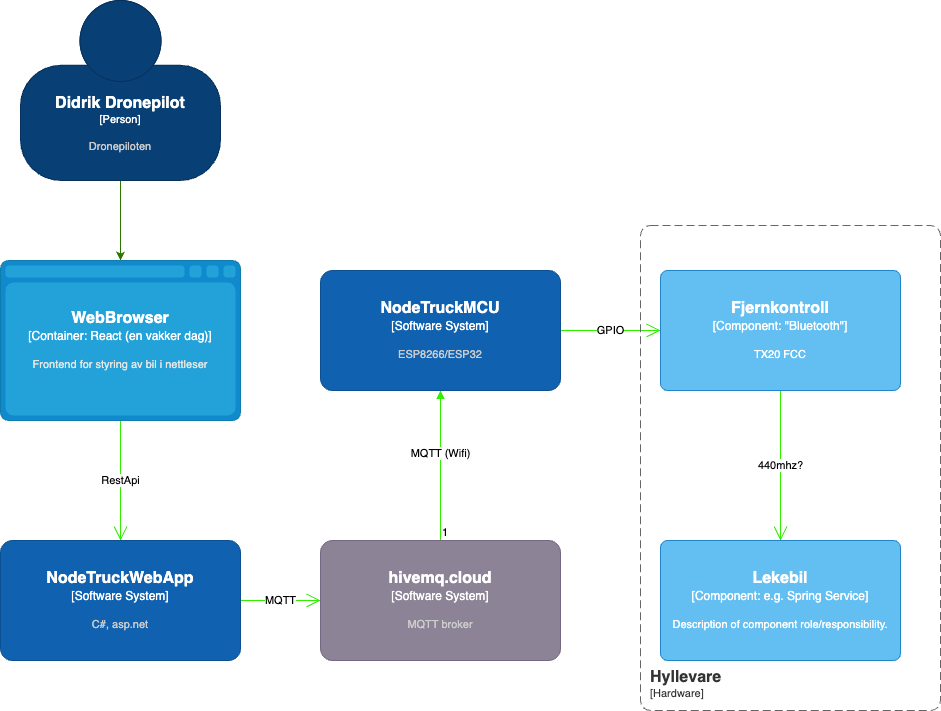 Didrik Dronepilot
[Person]
Dronepiloten
WebBrowser
[Container: React (en vakker dag)]
Frontend for styring av bil i nettleser
RestApi
NodeTruckWebApp
[Software System]
C#, asp.net
MQTT
hivemq.cloud
[Software System]
MQTT broker
1
MQTT (Wifi)
NodeTruckMCU
[Software System]
ESP8266/ESP32
GPIO
Fjernkontroll
[Component: "Bluetooth"]
TX20 FCC
440mhz?
Lekebil
[Component: e.g. Spring Service]
Description of component role/responsibility.
Hyllevare
[Hardware]